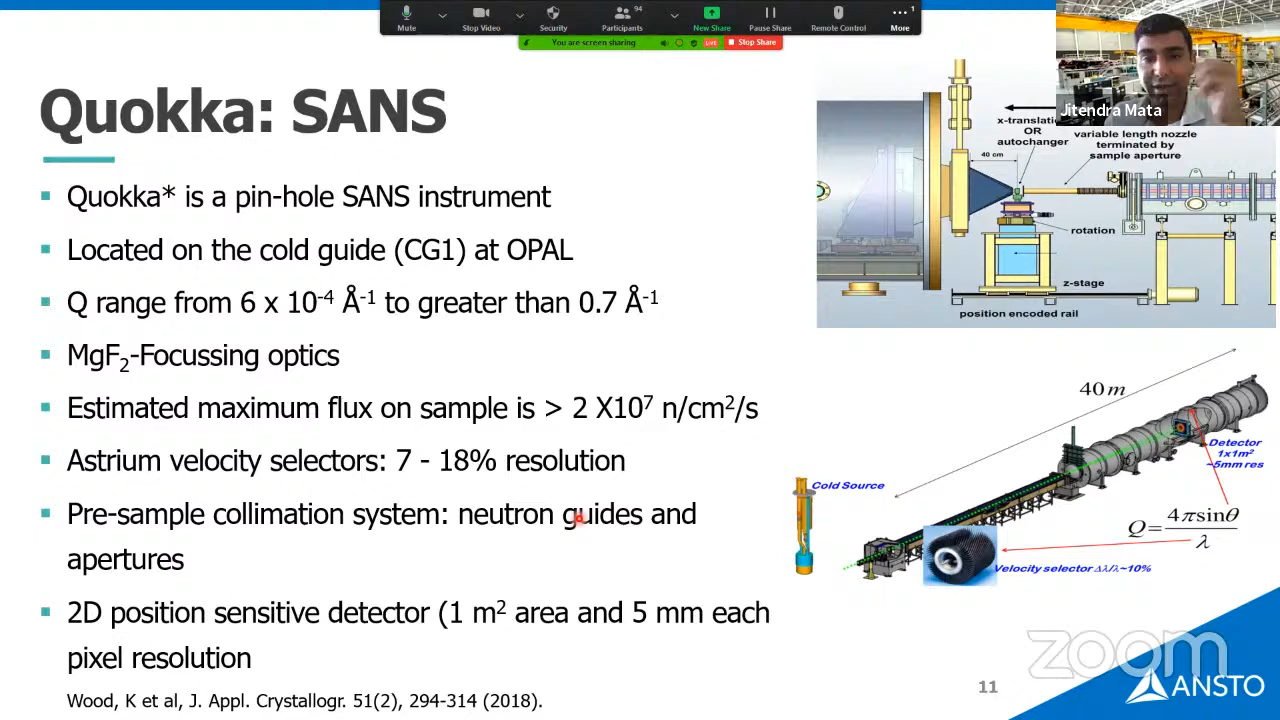 94
1
Mute
Stop Video
Security
Participants
New Share
Pause Share
Remote Control
More
You are screen sharing
LIVE
Stop Share
Jitendra Mata
Quokka: SANS
Quokka* is a pin-hole SANS instrument
Located on the cold guide (CG1) at OPAL
Q range from 6 x 10⁻⁴ Å⁻¹ to greater than 0.7 Å⁻¹
MgF₂-Focussing optics
Estimated maximum flux on sample is > 2 X10⁷ n/cm²/s
Astrium velocity selectors: 7 - 18% resolution
Pre-sample collimation system: neutron guides and
apertures
2D position sensitive detector (1 m² area and 5 mm each
pixel resolution
Wood, K et al, J. Appl. Crystallogr. 51(2), 294-314 (2018).
OR
autochanger
variable length nozzle
terminated by
sample aperture
40 cm
rotation
z-stage
position encoded rail
40 m
Detector
1x1m²
~5mm res
Cold Source
Q = 4πsinθ / λ
Velocity selector Δλ/λ~10%
zoom
11
ANSTO